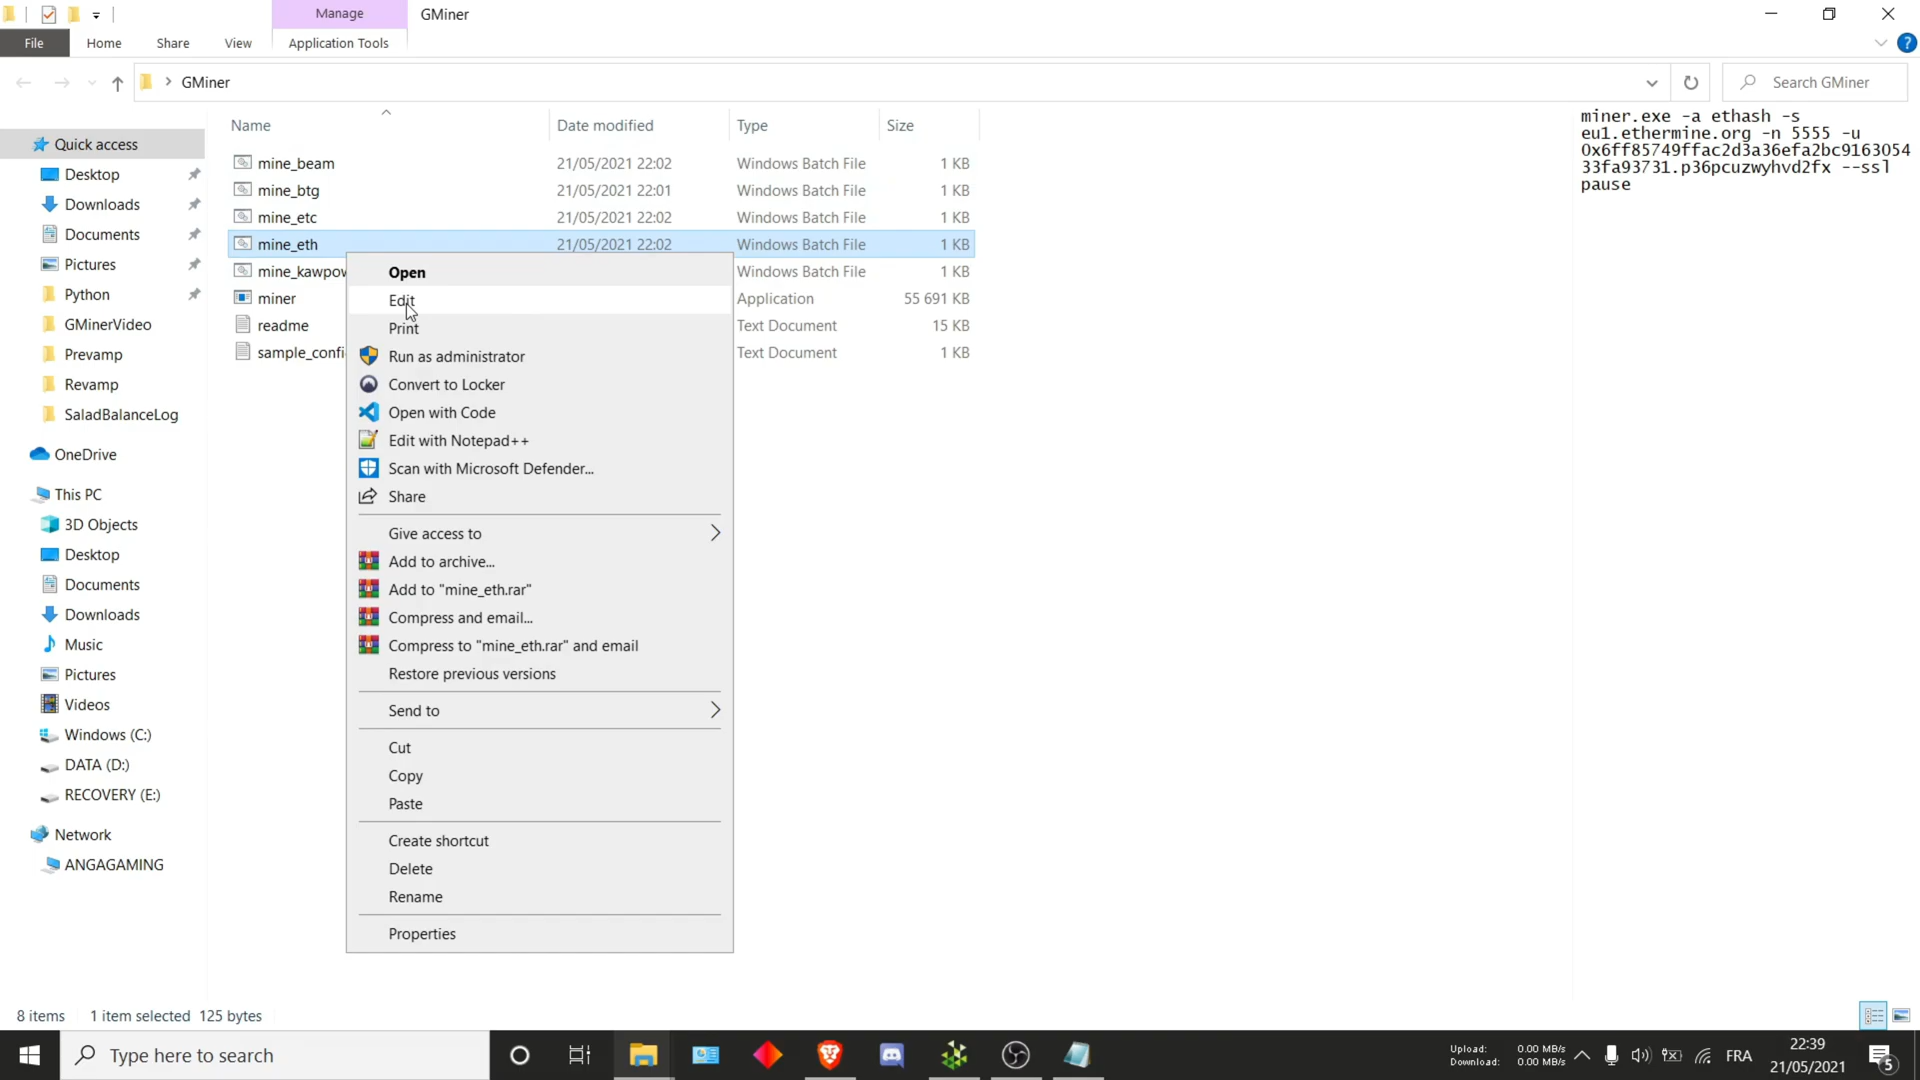 Manage
GMiner
File
Home
Share
View
Application Tools
GMiner
Search GMiner
Name
Date modified
Type
Size
Quick access
Desktop
Downloads
Documents
Pictures
Python
GMinerVideo
Prevamp
Revamp
SaladBalanceLog
OneDrive
This PC
3D Objects
Desktop
Documents
Downloads
Music
Pictures
Videos
Windows (C:)
DATA (D:)
RECOVERY (E:)
Network
ANGAGAMING
mine_beam 21/05/2021 22:02 Windows Batch File 1 KB
mine_btg 21/05/2021 22:01 Windows Batch File 1 KB
mine_etc 21/05/2021 22:02 Windows Batch File 1 KB
mine_eth 21/05/2021 22:02 Windows Batch File 1 KB
mine_kawpow Windows Batch File 1 KB
miner Application 55 691 KB
readme Text Document 15 KB
sample_confi Text Document 1 KB
Open
Edit
Print
Run as administrator
Convert to Locker
Open with Code
Edit with Notepad++
Scan with Microsoft Defender...
Share
Give access to
Add to archive...
Add to "mine_eth.rar"
Compress and email...
Compress to "mine_eth.rar" and email
Restore previous versions
Send to
Cut
Copy
Paste
Create shortcut
Delete
Rename
Properties
miner.exe -a ethash -s
eu1.ethermine.org -n 5555 -u
0x6ff85749ffac2d3a36efa2bc9163054
33fa93731.p36pcuzwyhvd2fx --ssl
pause
8 items 1 item selected 125 bytes
Type here to search
Upload: 0.00 MB/s
Download: 0.00 MB/s
FRA
22:39
21/05/2021
5